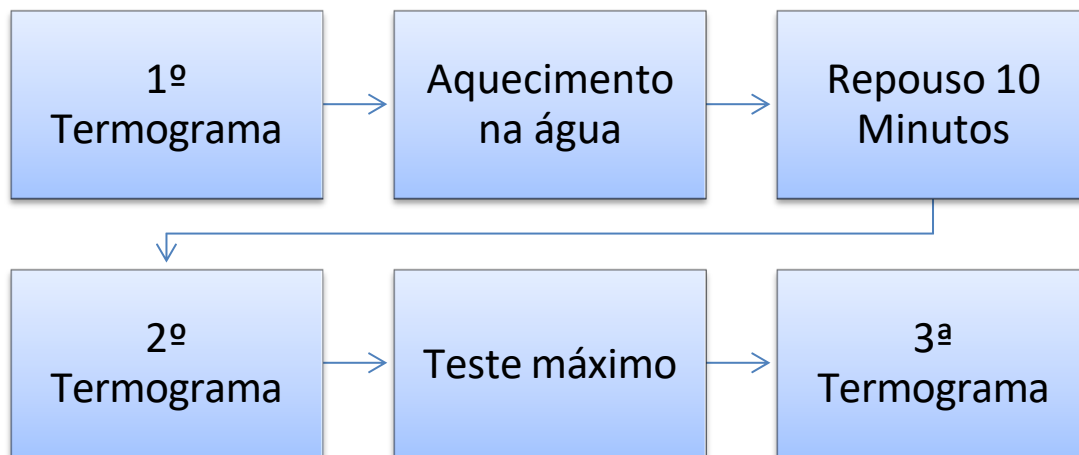 1º
Termograma
Aquecimento
na água
Repouso 10
Minutos
2º
Termograma
Teste máximo
3ª
Termograma